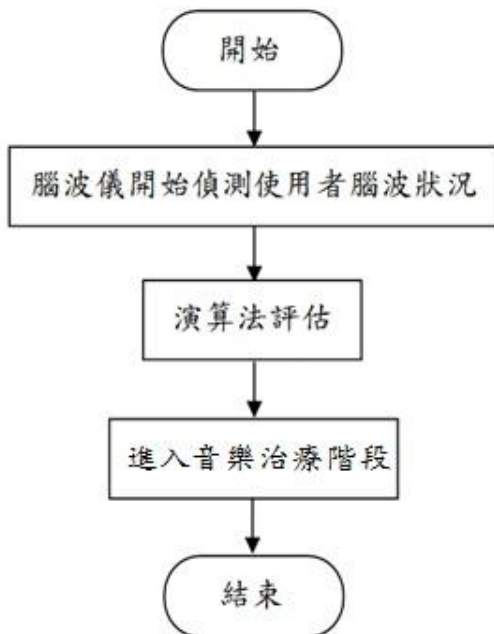 開始
腦波儀開始偵測使用者腦波狀況
演算法評估
進入音樂治療階段
結束